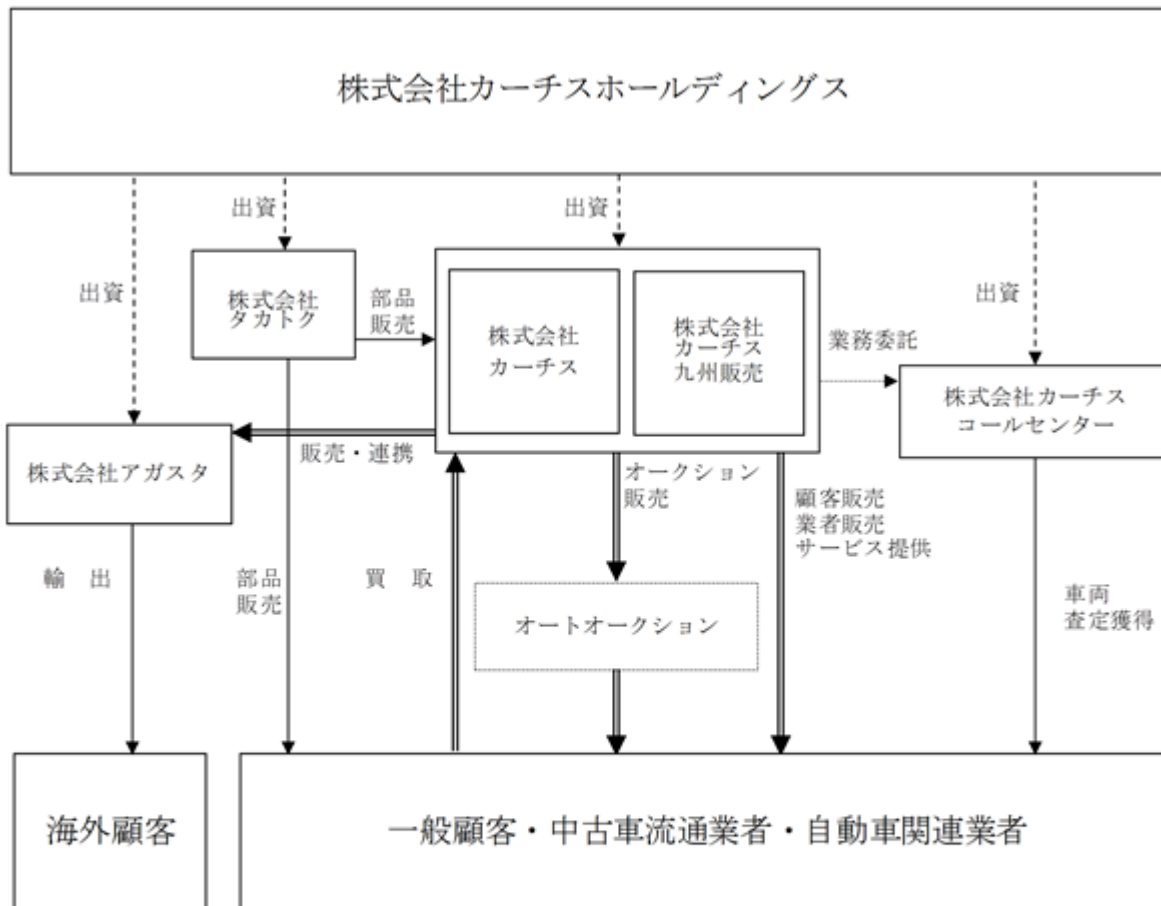 株式会社カーチスホールディングス
出資
出資
出資
出資
株式会社
タカトク
部品
販売
株式会社
カーチス
株式会社
カーチス
九州販売
業務委託
株式会社カーチス
コールセンター
株式会社アガスタ
販売・連携
オークション
販売
顧客販売
業者販売
サービス提供
輸 出
部品
販売
買 取
オートオークション
車両
査定獲得
海外顧客
一般顧客・中古車流通業者・自動車関連業者